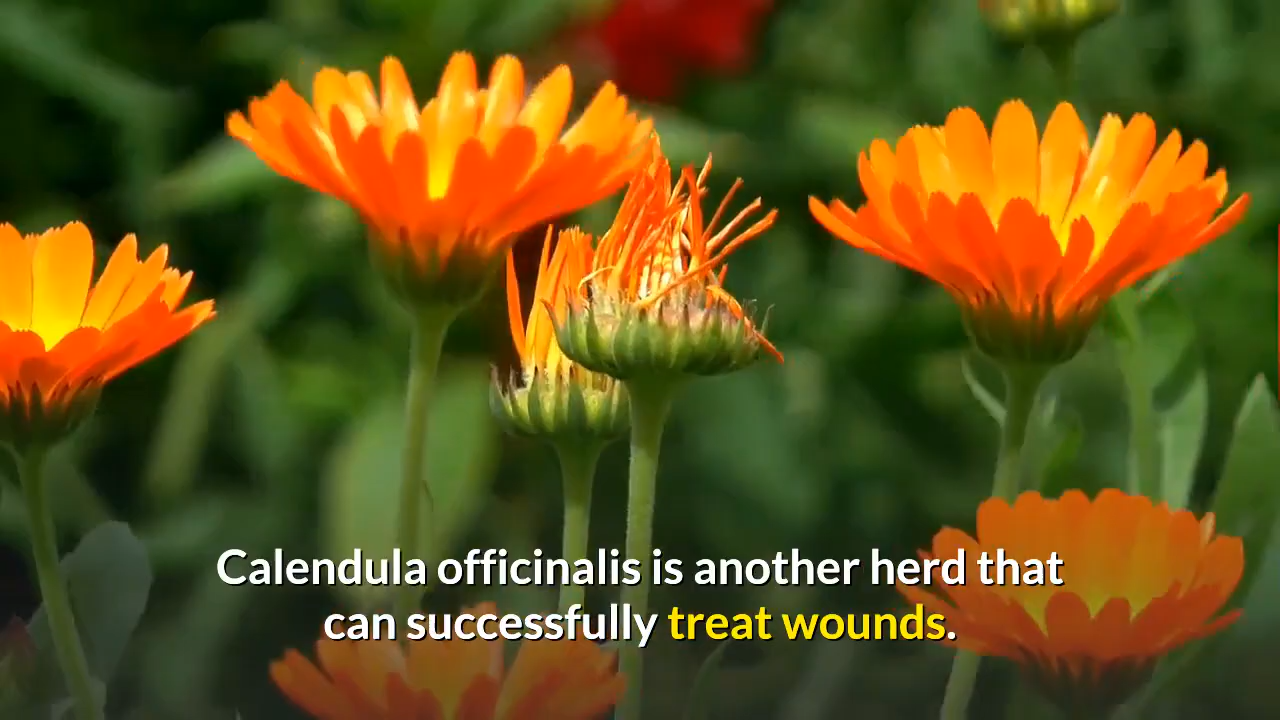 Calendula officinalis is another herd that
can successfully treat wounds.